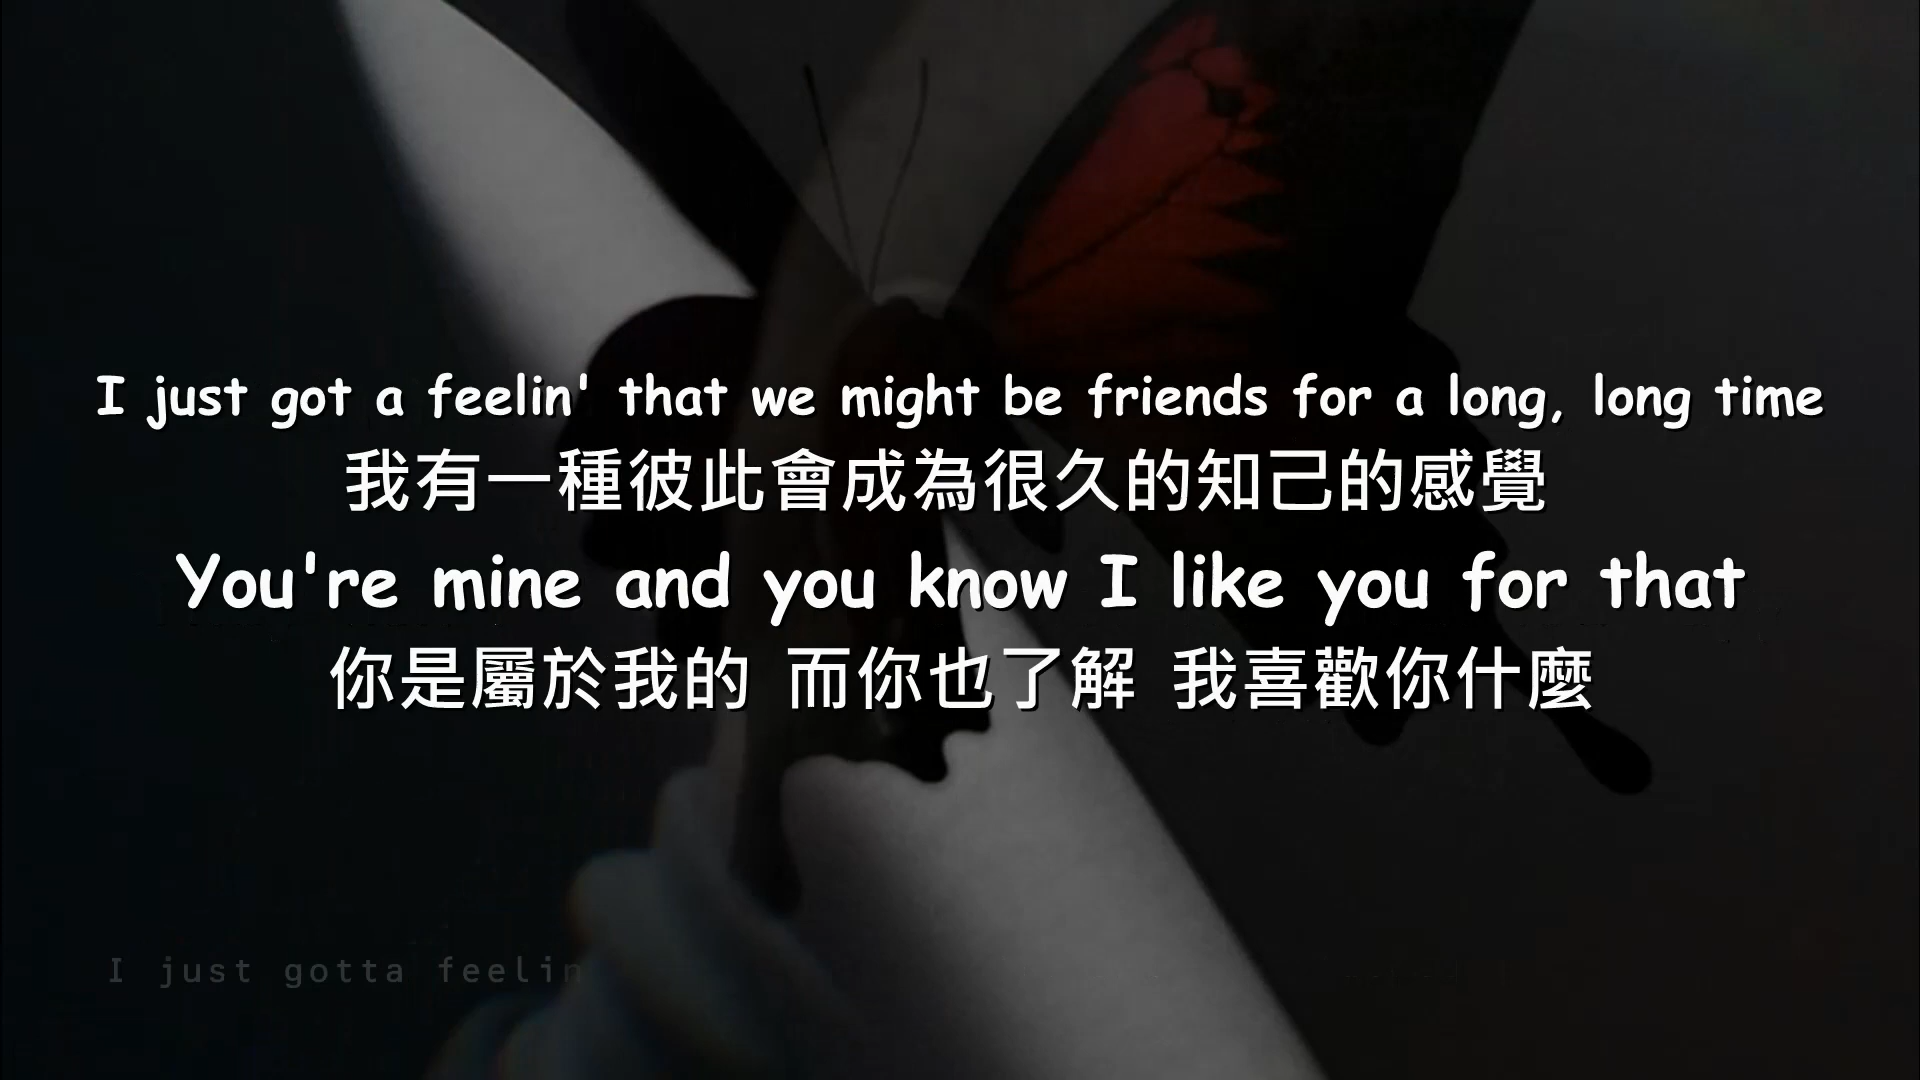 I just got a feelin' that we might be friends for a long, long time
我有一種彼此會成為很久的知己的感覺
You're mine and you know I like you for that
你是屬於我的 而你也了解 我喜歡你什麼
I just gotta feelin